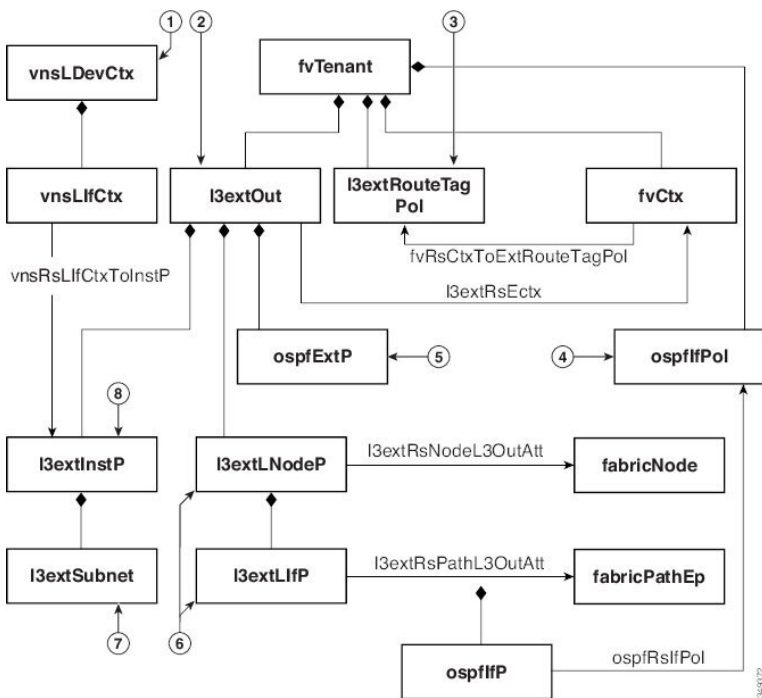 1
2
3
vnsLDevCtx
fvTenant
vnsLIfCtx
l3extOut
l3extRouteTag
Pol
fvCtx
fvRsCtxToExtRouteTagPol
vnsRsLIfCtxToInstP
l3extRsEctx
ospfExtP
5
4
ospfIfPol
8
l3extInstP
l3extLNodeP
l3extRsNodeL3OutAtt
fabricNode
l3extSubnet
l3extLIfP
l3extRsPathL3OutAtt
fabricPathEp
7
6
ospfIfP
ospfRsIfPol
349372